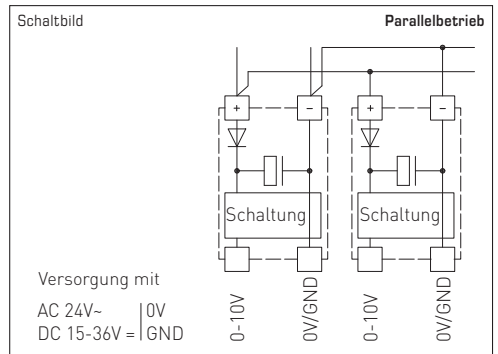 Schaltbild
Parallelbetrieb
+ − + −
Schaltung Schaltung
Versorgung mit
AC 24V~ | 0V
DC 15-36V = | GND
0-10V
0V/GND
0-10V
0V/GND